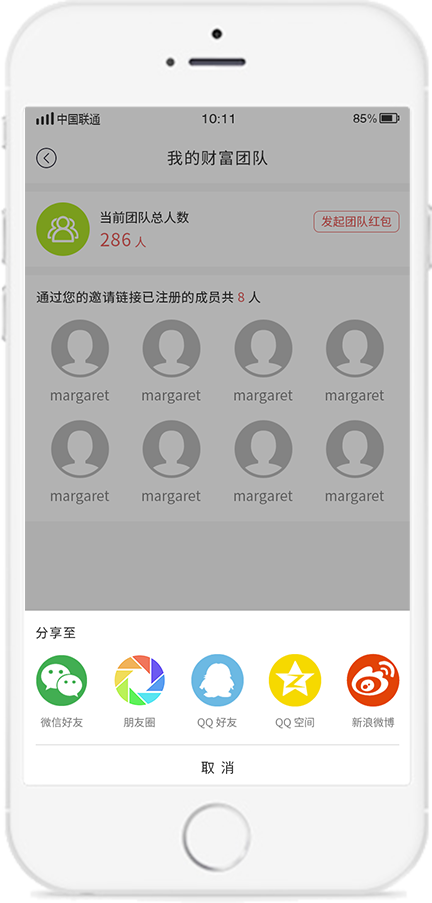 中国联通 10:11 85%
我的财富团队
当前团队总人数
286 人
发起团队红包
通过您的邀请链接已注册的成员共 8 人
margaret margaret margaret margaret
margaret margaret margaret margaret
分享至
微信好友 朋友圈 QQ 好友 QQ 空间 新浪微博
取 消